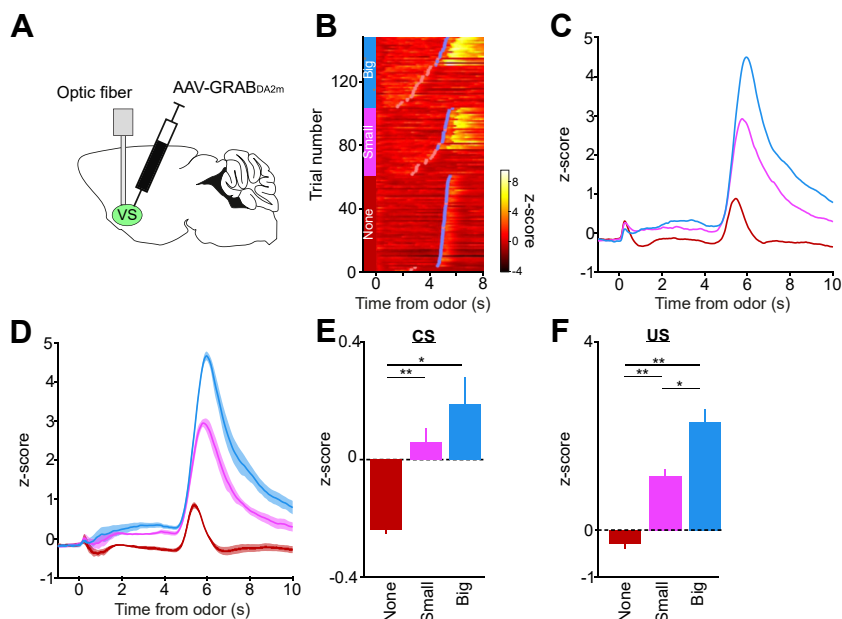 A
Optic fiber
AAV-GRABDA2m
VS
B
Trial number
120
80
40
0
Big
Small
None
0
4
8
Time from odor (s)
8
4
0
-4
z-score
C
z-score
5
4
3
2
1
0
-1
0
2
4
6
8
10
Time from odor (s)
D
z-score
5
4
3
2
1
0
-1
0
2
4
6
8
10
Time from odor (s)
E
CS
z-score
0.4
0
-0.4
*
**
None
Small
Big
F
US
z-score
4
0
-1
**
**
*
None
Small
Big